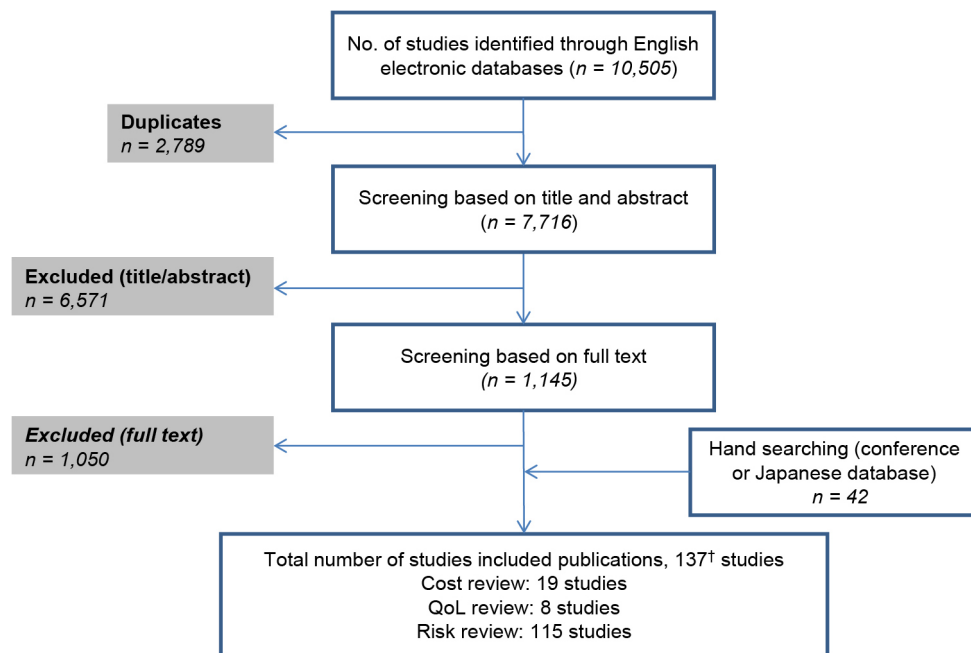 No. of studies identified through English
electronic databases (n = 10,505)
Duplicates
n = 2,789
Screening based on title and abstract
(n = 7,716)
Excluded (title/abstract)
n = 6,571
Screening based on full text
(n = 1,145)
Excluded (full text)
n = 1,050
Hand searching (conference
or Japanese database)
n = 42
Total number of studies included publications, 137† studies
Cost review: 19 studies
QoL review: 8 studies
Risk review: 115 studies